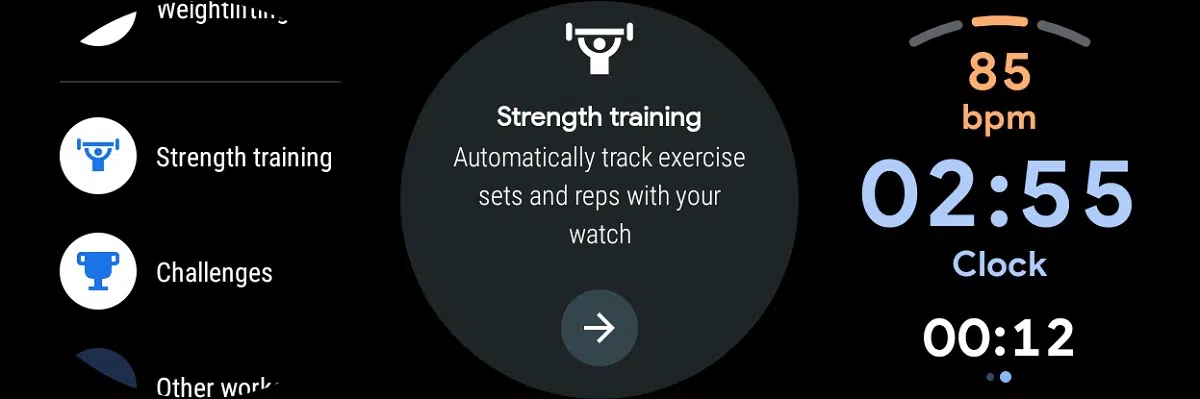 Weightlifting
Strength training
Challenges
Other work
Strength training
Automatically track exercise
sets and reps with your
watch
85
bpm
02:55
Clock
00:12